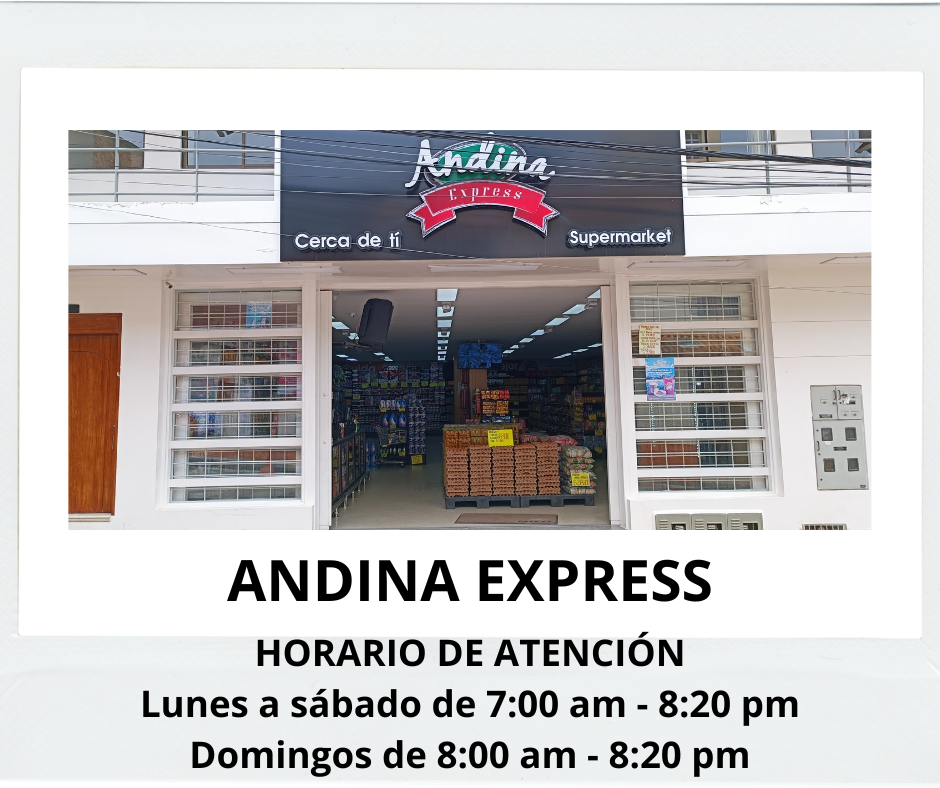 Andina
Express
Cerca de tí
Supermarket
ANDINA EXPRESS
HORARIO DE ATENCIÓN
Lunes a sábado de 7:00 am - 8:20 pm
Domingos de 8:00 am - 8:20 pm